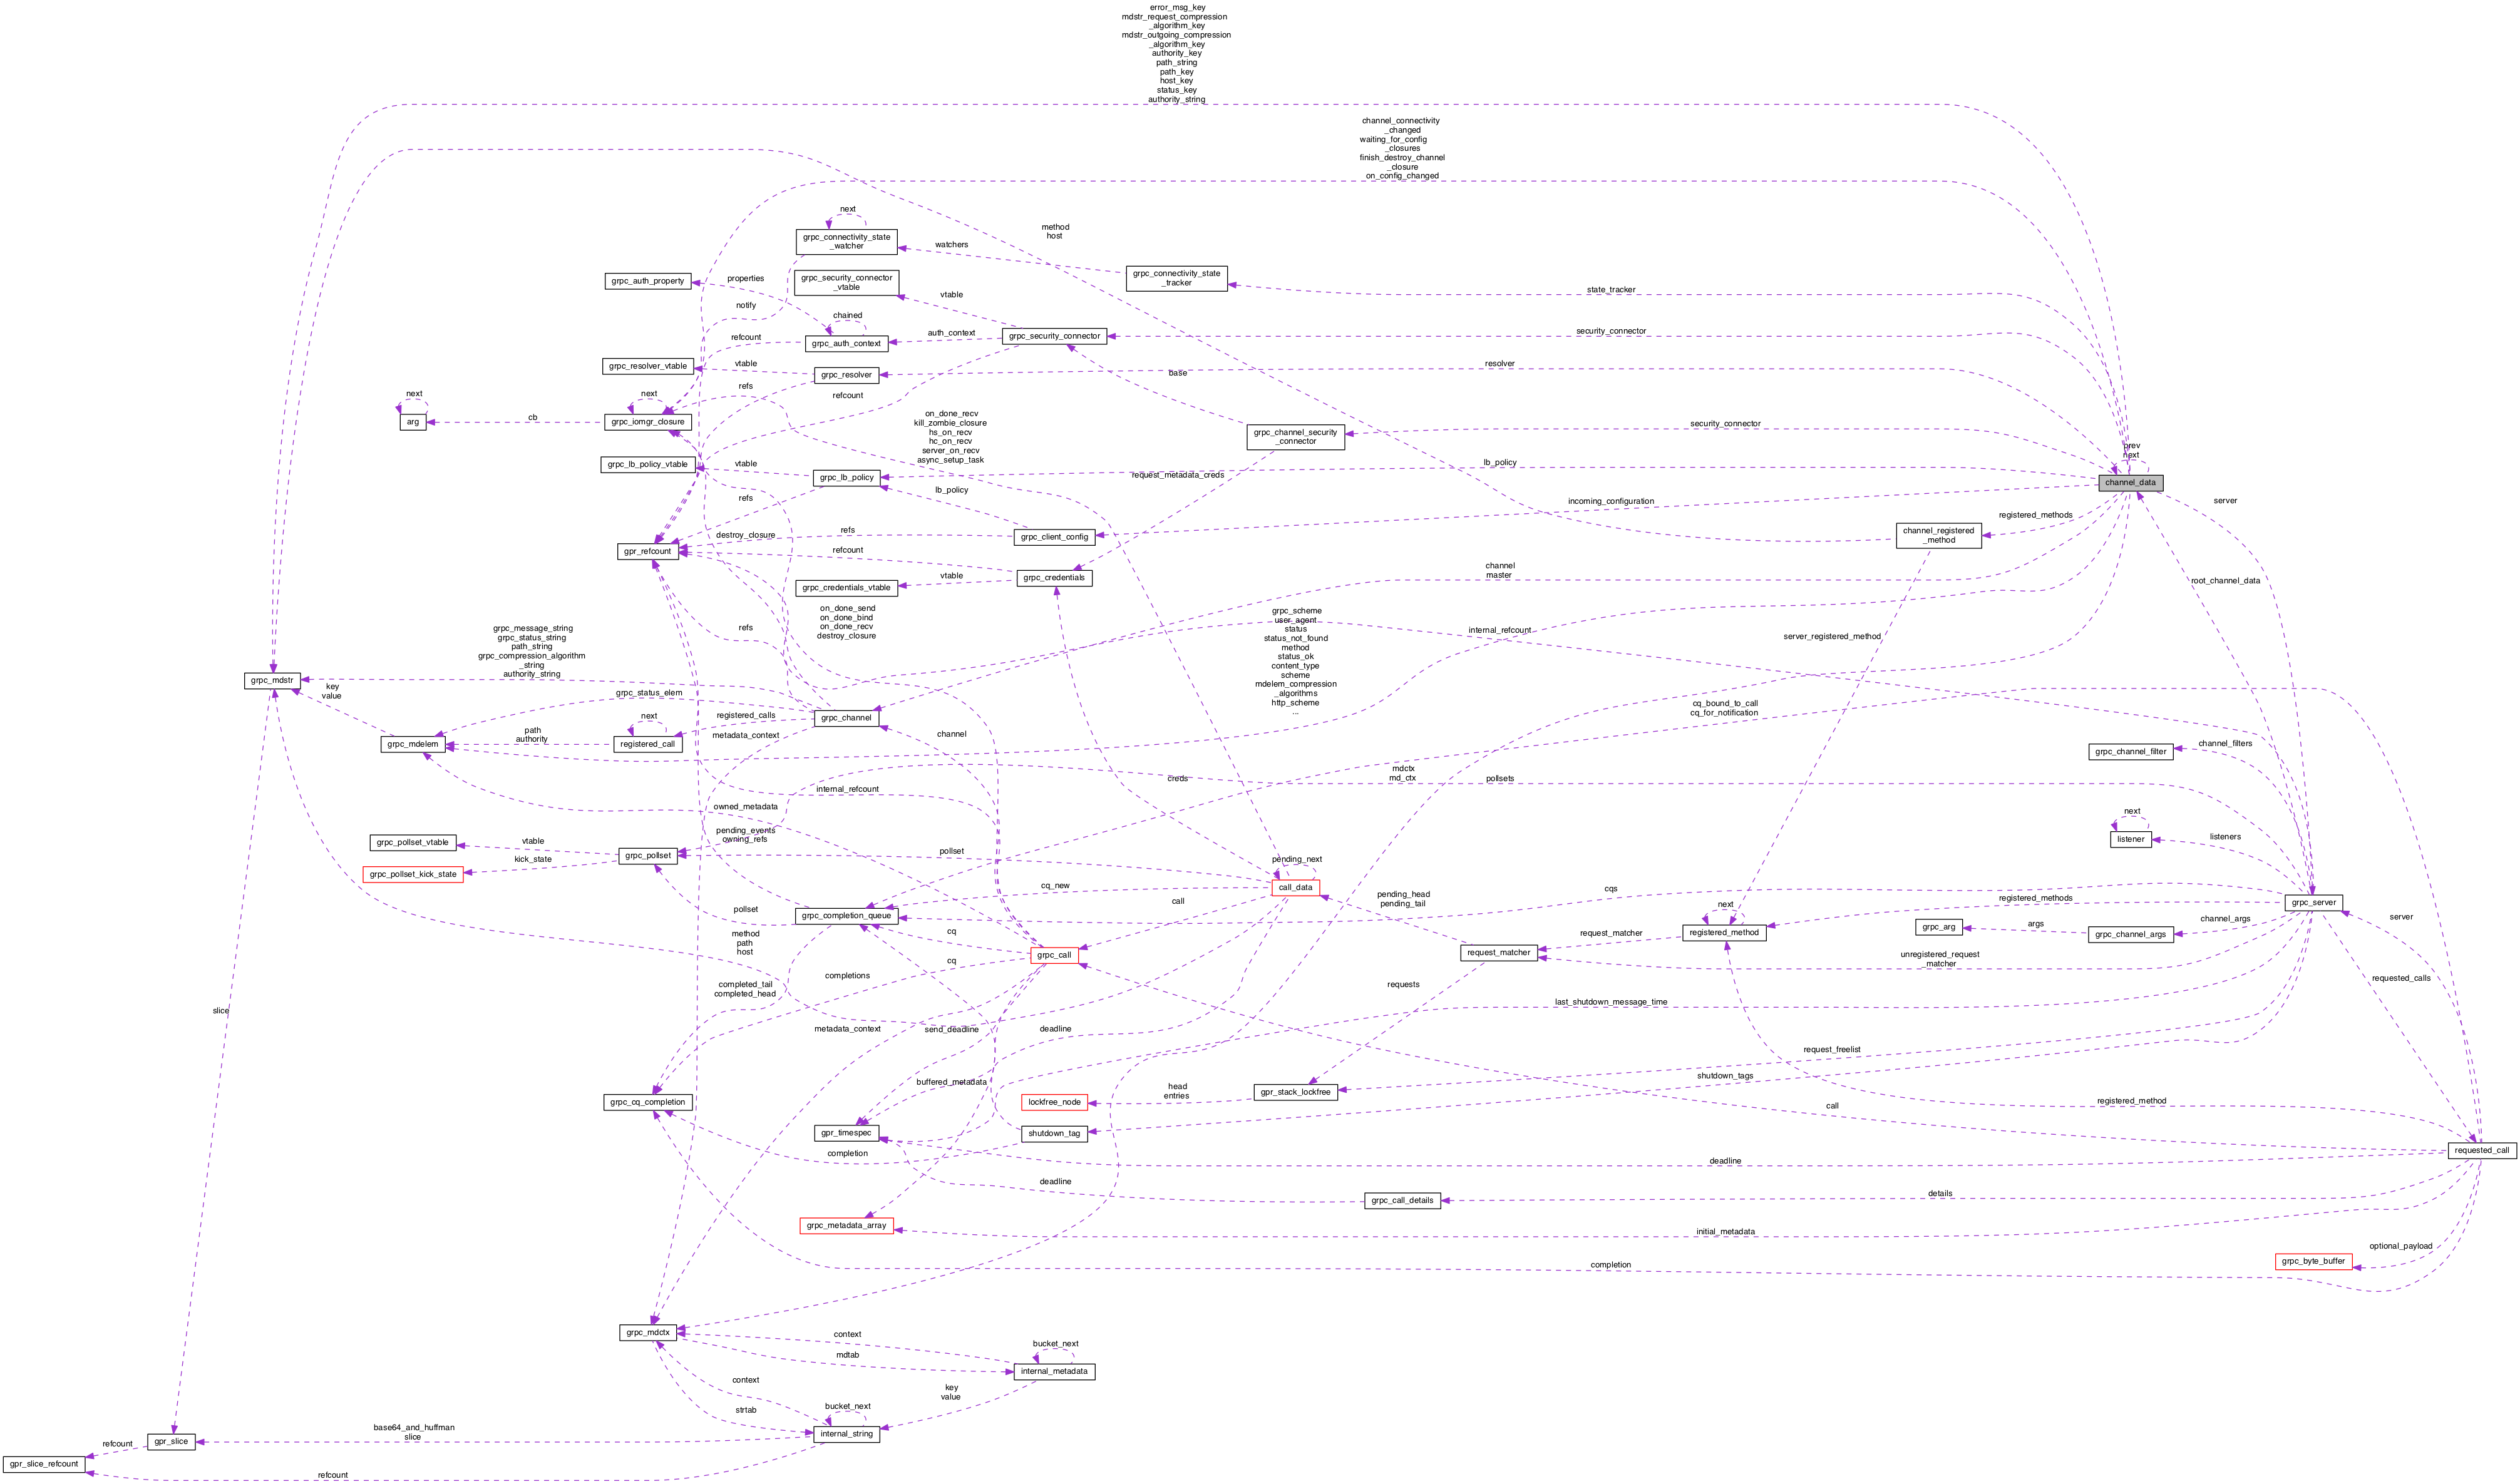 error_msg_key
mdstr_request_compression
_algorithm_key
mdstr_outgoing_compression
_algorithm_key
authority_key
path_string
path_key
host_key
status_key
authority_string
channel_connectivity
_changed
waiting_for_config
_closures
finish_destroy_channel
_closure
on_config_changed
next
grpc_connectivity_state
_watcher
watchers
method
host
grpc_auth_property
properties
grpc_security_connector
_vtable
grpc_connectivity_state
_tracker
state_tracker
notify
vtable
chained
grpc_auth_context
auth_context
grpc_security_connector
security_connector
refcount
grpc_resolver_vtable
vtable
grpc_resolver
resolver
base
refs
refcount
next
arg
cb
next
grpc_iomgr_closure
on_done_recv
kill_zombie_closure
hs_on_recv
hc_on_recv
server_on_recv
async_setup_task
grpc_channel_security
_connector
security_connector
prev
next
channel_data
grpc_lb_policy_vtable
vtable
grpc_lb_policy
request_metadata_creds
lb_policy
lb_policy
refs
incoming_configuration
server
registered_methods
destroy_closure
refs
grpc_client_config
channel_registered
_method
gpr_refcount
refcount
grpc_credentials
grpc_credentials_vtable
vtable
channel
master
root_channel_data
on_done_send
on_done_bind
on_done_recv
destroy_closure
refs
grpc_scheme
user_agent
status
status_not_found
method
status_ok
content_type
scheme
mdelem_compression
_algorithms
http_scheme
...
internal_refcount
server_registered_method
grpc_message_string
grpc_status_string
path_string
grpc_compression_algorithm
_string
authority_string
grpc_mdstr
key
value
grpc_status_elem
registered_calls
grpc_channel
cq_bound_to_call
cq_for_notification
next
registered_call
path
authority
grpc_mdelem
metadata_context
channel
grpc_channel_filter
channel_filters
creds
mdctx
md_ctx
pollsets
internal_refcount
owned_metadata
pending_events
owning_refs
next
listener
listeners
grpc_pollset_vtable
vtable
grpc_pollset
kick_state
grpc_pollset_kick_state
pollset
pending_next
call_data
cq_new
pending_head
pending_tail
cqs
grpc_server
pollset
grpc_completion_queue
call
next
registered_methods
registered_method
server
grpc_arg
args
channel_args
grpc_channel_args
method
path
host
cq
request_matcher
request_matcher
grpc_call
cq
unregistered_request
_matcher
completions
requests
requested_calls
completed_tail
completed_head
slice
last_shutdown_message_time
metadata_context
send_deadline
deadline
request_freelist
shutdown_tags
buffered_metadata
head
entries
gpr_stack_lockfree
lockfree_node
grpc_cq_completion
call
registered_method
gpr_timespec
shutdown_tag
completion
requested_call
deadline
deadline
grpc_call_details
details
grpc_metadata_array
initial_metadata
optional_payload
grpc_byte_buffer
completion
grpc_mdctx
context
mdtab
bucket_next
internal_metadata
context
key
value
strtab
bucket_next
internal_string
base64_and_huffman
slice
gpr_slice
refcount
gpr_slice_refcount
refcount